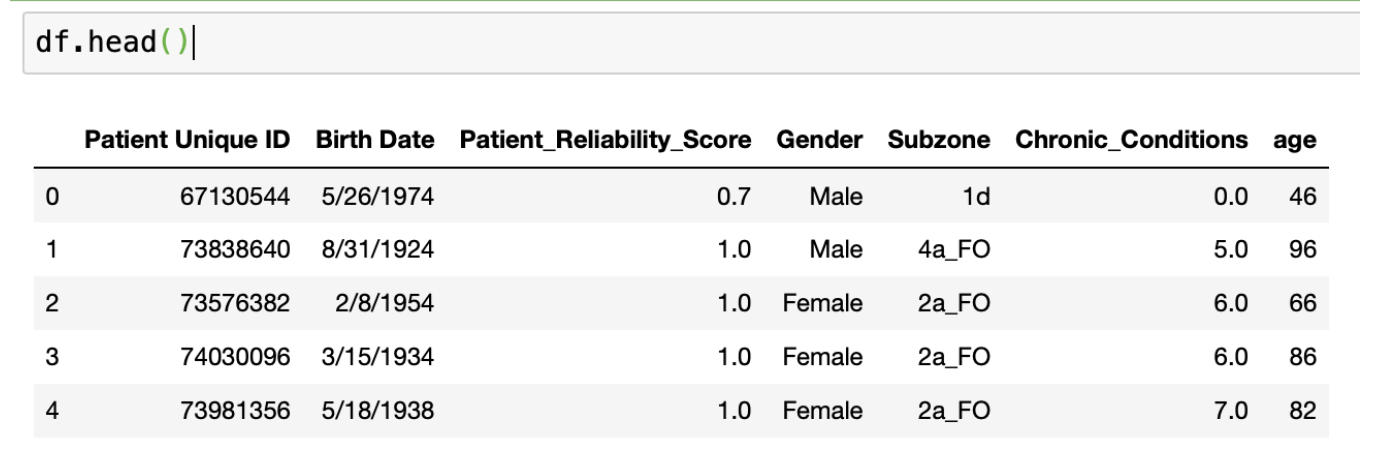 df.head()
Patient Unique ID Birth Date Patient_Reliability_Score Gender Subzone Chronic_Conditions age
0 67130544 5/26/1974 0.7 Male 1d 0.0 46
1 73838640 8/31/1924 1.0 Male 4a_FO 5.0 96
2 73576382 2/8/1954 1.0 Female 2a_FO 6.0 66
3 74030096 3/15/1934 1.0 Female 2a_FO 6.0 86
4 73981356 5/18/1938 1.0 Female 2a_FO 7.0 82